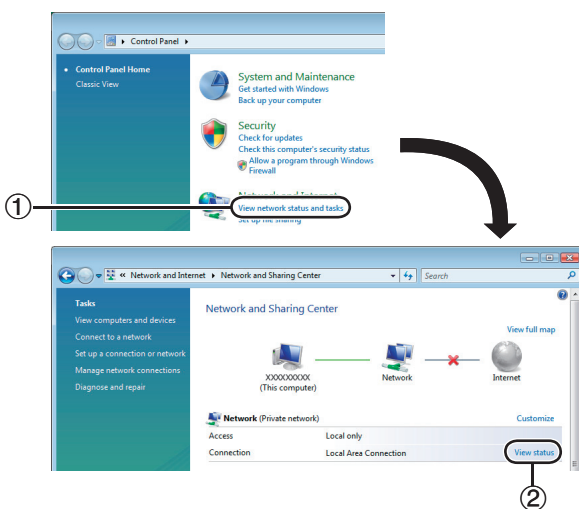 Control Panel
Control Panel Home
Classic View
System and Maintenance
Get started with Windows
Back up your computer
Security
Check for updates
Check this computer's security status
Allow a program through Windows
Firewall
Network and Internet
① View network status and tasks
Set up file sharing
« Network and Internet Network and Sharing Center
Search
Tasks
View computers and devices
Connect to a network
Set up a connection or network
Manage network connections
Diagnose and repair
Network and Sharing Center
View full map
XXXXXXXXX
(This computer)
Network
Internet
Network (Private network)
Customize
Access Local only
Connection Local Area Connection View status
②